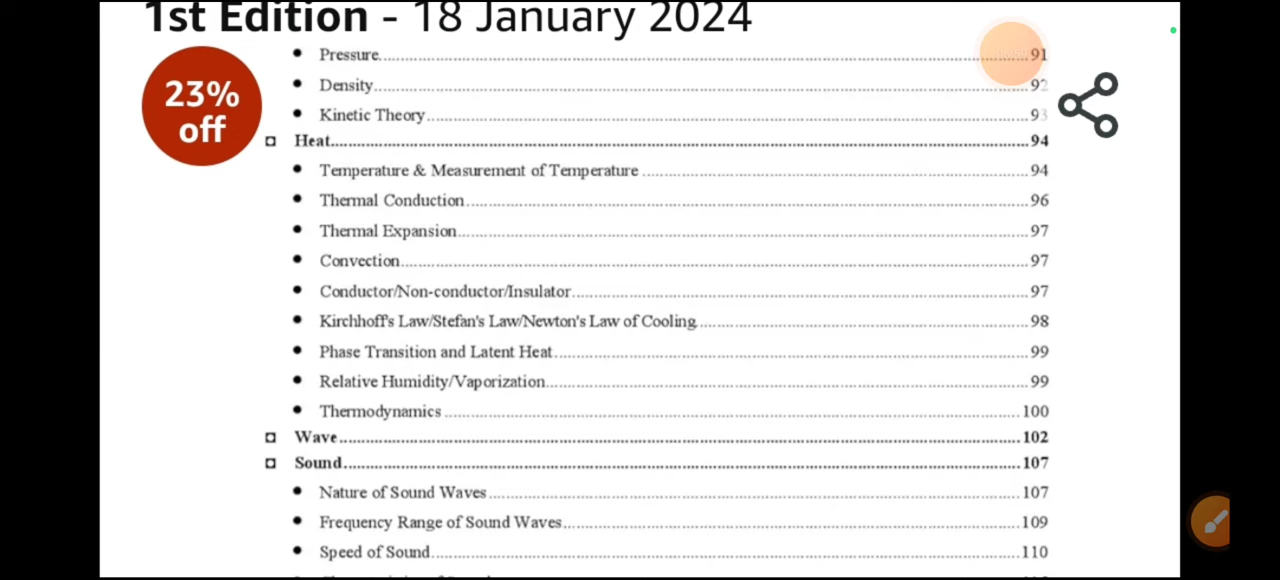 1st Edition - 18 January 2024
23%
off
• Pressure 91
• Density 92
• Kinetic Theory 93
Heat 94
• Temperature & Measurement of Temperature 94
• Thermal Conduction 96
• Thermal Expansion 97
• Convection 97
• Conductor/Non-conductor/Insulator 97
• Kirchhoff's Law/Stefan's Law/Newton's Law of Cooling 98
• Phase Transition and Latent Heat 99
• Relative Humidity/Vaporization 99
• Thermodynamics 100
Wave 102
Sound 107
• Nature of Sound Waves 107
• Frequency Range of Sound Waves 109
• Speed of Sound 110